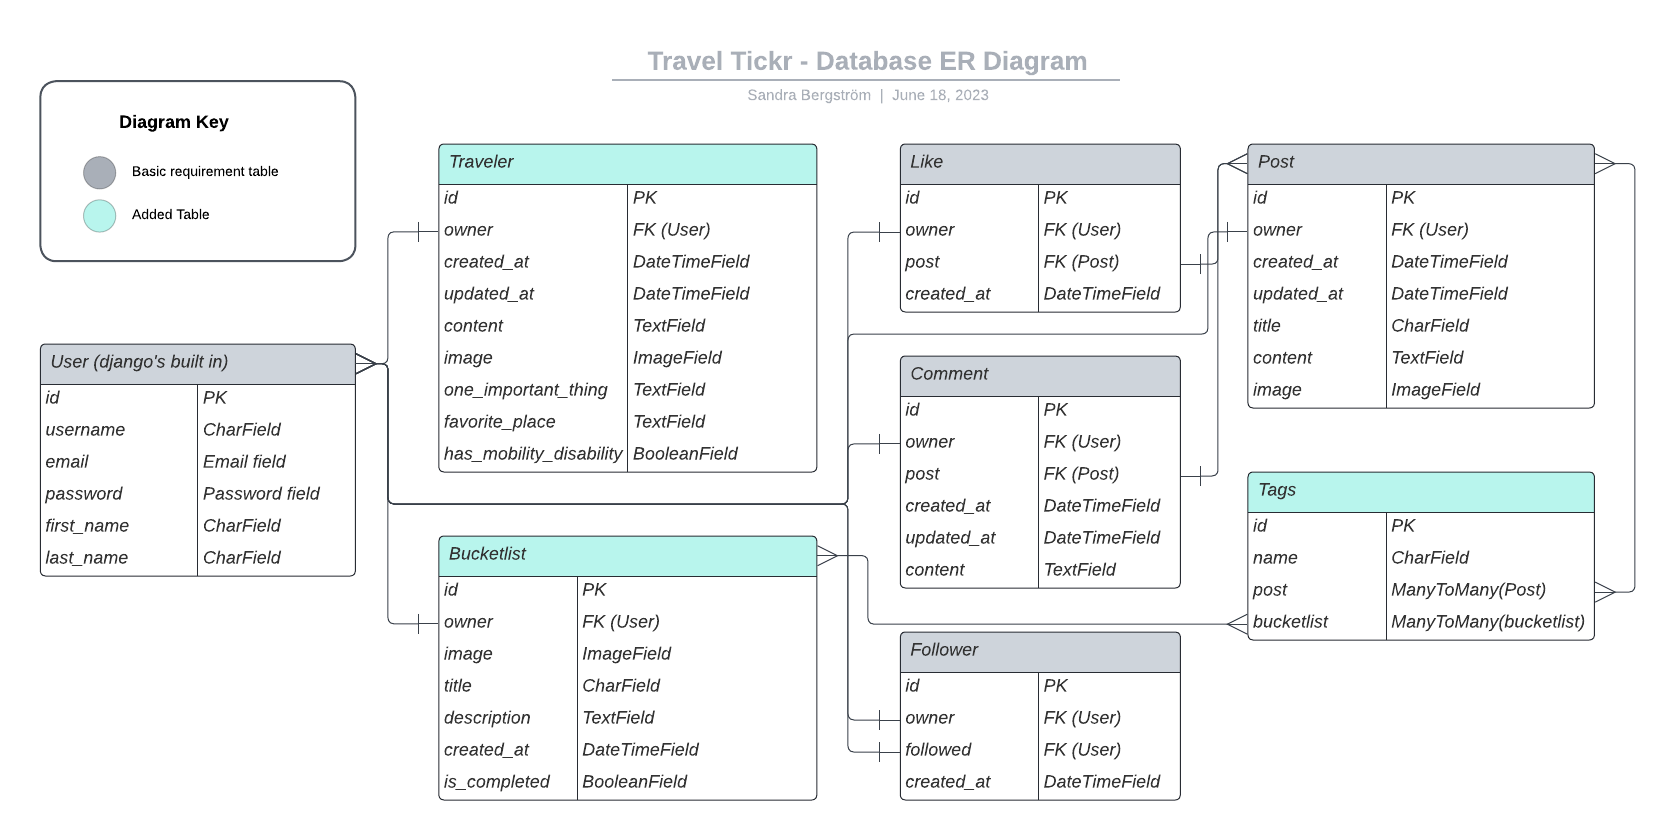 Travel Tickr - Database ER Diagram
Sandra Bergström | June 18, 2023
Diagram Key
Basic requirement table
Added Table
User (django's built in)
id PK
username CharField
email Email field
password Password field
first_name CharField
last_name CharField
Traveler
id PK
owner FK (User)
created_at DateTimeField
updated_at DateTimeField
content TextField
image ImageField
one_important_thing TextField
favorite_place TextField
has_mobility_disability BooleanField
Bucketlist
id PK
owner FK (User)
image ImageField
title CharField
description TextField
created_at DateTimeField
is_completed BooleanField
Like
id PK
owner FK (User)
post FK (Post)
created_at DateTimeField
Comment
id PK
owner FK (User)
post FK (Post)
created_at DateTimeField
updated_at DateTimeField
content TextField
Follower
id PK
owner FK (User)
followed FK (User)
created_at DateTimeField
Post
id PK
owner FK (User)
created_at DateTimeField
updated_at DateTimeField
title CharField
content TextField
image ImageField
Tags
id PK
name CharField
post ManyToMany(Post)
bucketlist ManyToMany(bucketlist)